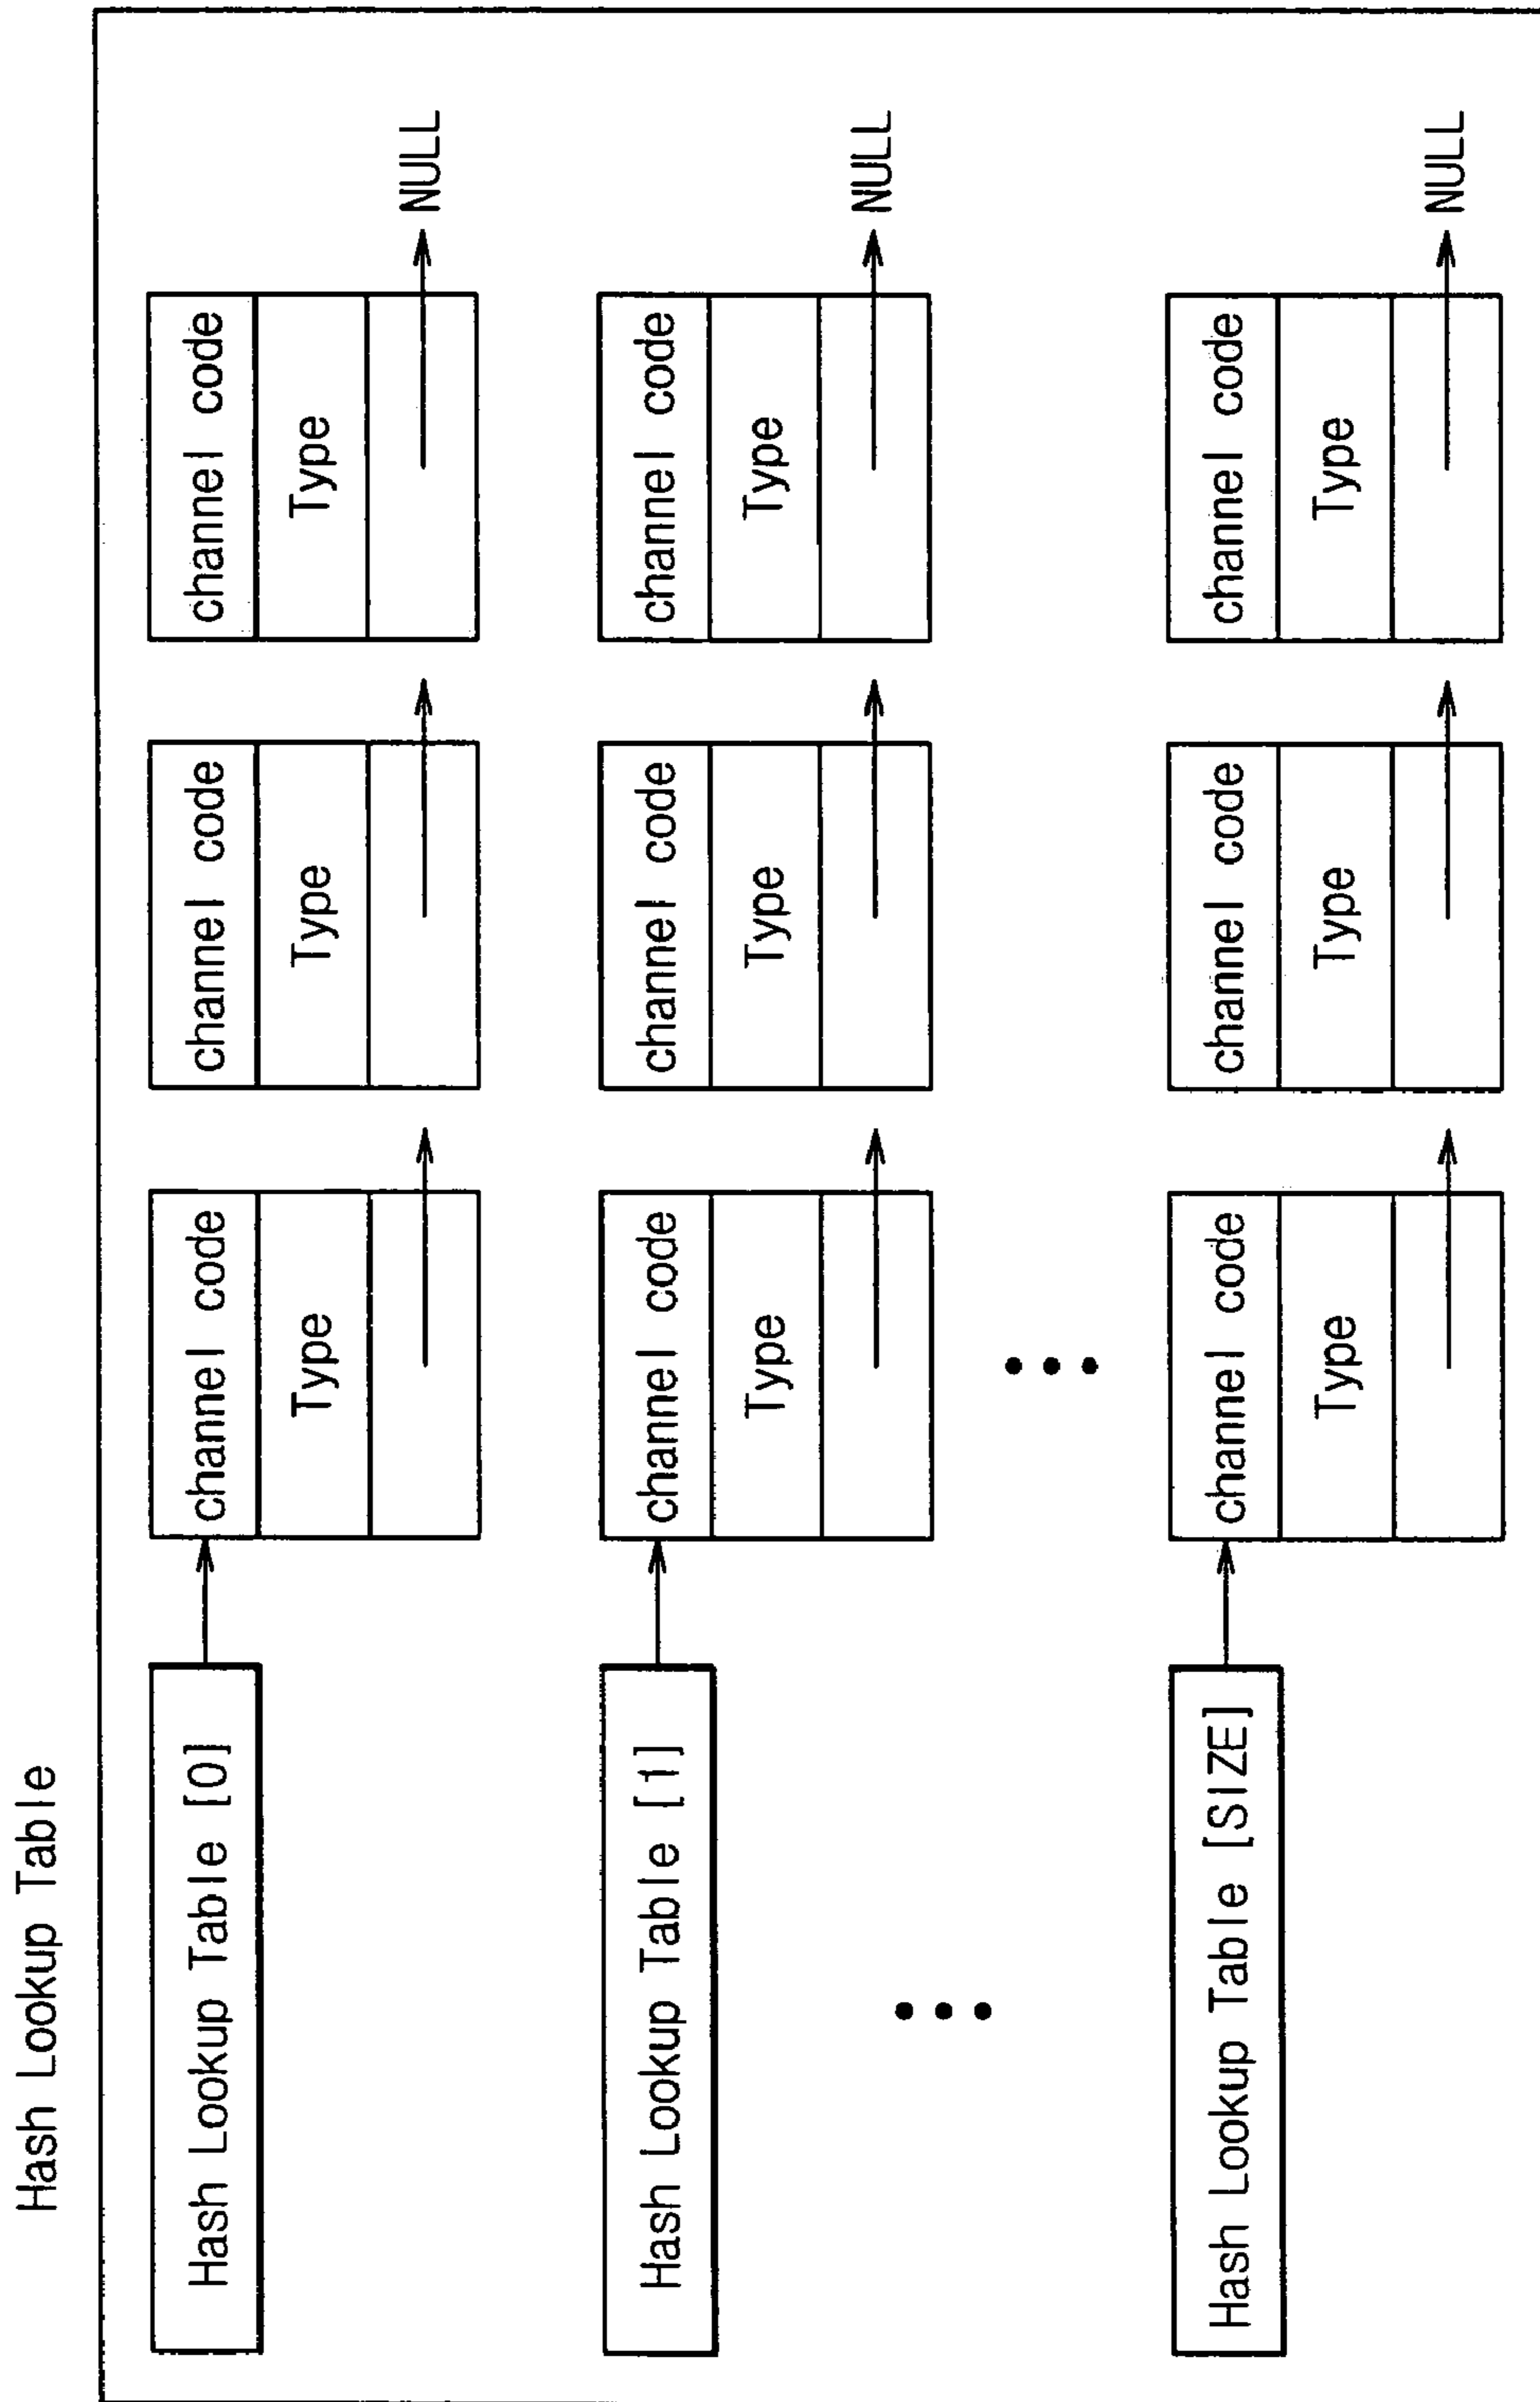 Hash Lookup Table
Hash Lookup Table [0]
channel code
Type
channel code
Type
channel code
Type
NULL
Hash Lookup Table [1]
channel code
Type
channel code
Type
channel code
Type
NULL
Hash Lookup Table [SIZE]
channel code
Type
channel code
Type
channel code
Type
NULL